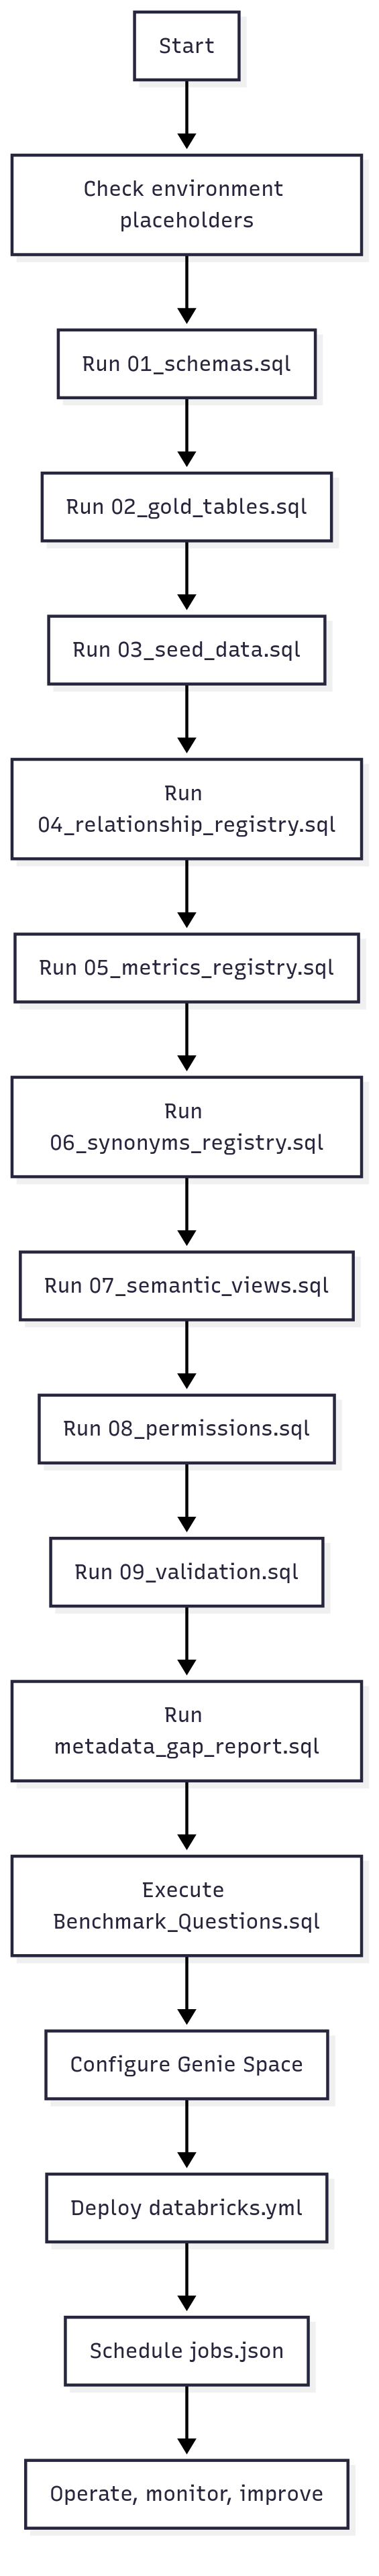 Start
Check environment
placeholders
Run 01_schemas.sql
Run 02_gold_tables.sql
Run 03_seed_data.sql
Run
04_relationship_registry.sql
Run 05_metrics_registry.sql
Run
06_synonyms_registry.sql
Run 07_semantic_views.sql
Run 08_permissions.sql
Run 09_validation.sql
Run
metadata_gap_report.sql
Execute
Benchmark_Questions.sql
Configure Genie Space
Deploy databricks.yml
Schedule jobs.json
Operate, monitor, improve